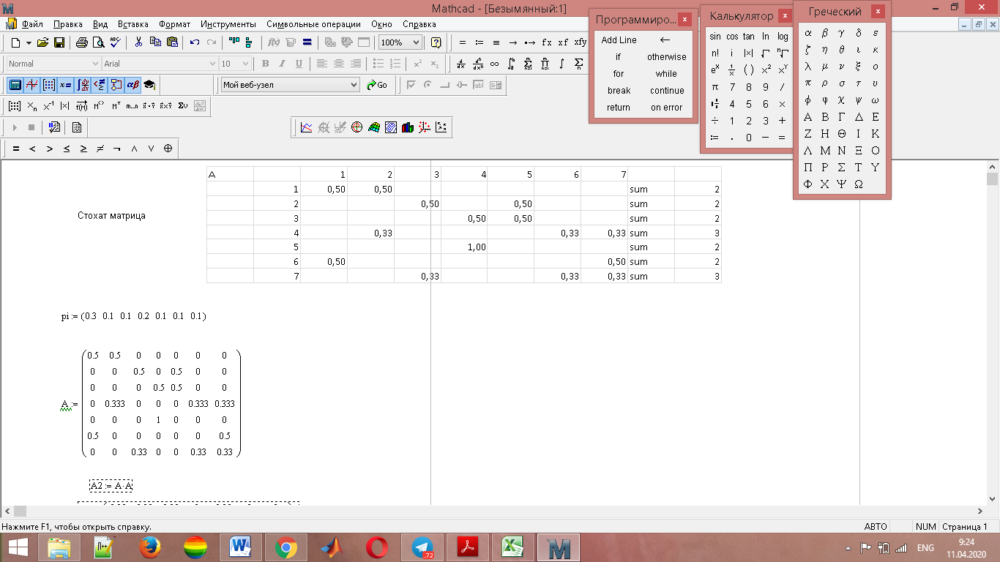 Mathcad - [Безымянный:1]
Файл Правка Вид Вставка Формат Инструменты Символьные операции Окно Справка
100%
Normal Arial 10 B I U
Мой веб-узел Go
Программиро...
Add Line ←
if otherwise
for while
break continue
return on error
Калькулятор
sin cos tan ln log
n! i |×| √ ⁿ√
eˣ 1/x ( ) x² xʸ
π 7 8 9 /
4 5 6 ×
÷ 1 2 3 +
:= . 0 − =
Греческий
α β γ δ ε
ζ η θ ι κ
λ μ ν ξ ο
π ρ σ τ υ
ϕ φ χ ψ ω
Α Β Γ Δ Ε
Ζ Η Θ Ι Κ
Λ Μ Ν Ξ Ο
Π Ρ Σ Τ Υ
Φ Χ Ψ Ω
= < > ≤ ≥ ≠ ¬ ∧ ∨ ⊕
A 1 2 3 4 5 6 7
1 0,50 0,50 sum 2
2 0,50 0,50 sum 2
Стохат матрица
3 0,50 0,50 sum 2
4 0,33 0,33 0,33 sum 3
5 1,00 sum 2
6 0,50 0,50 sum 2
7 0,33 0,33 0,33 sum 3
pi := (0.3 0.1 0.1 0.2 0.1 0.1 0.1)
A :=
0.5 0.5 0 0 0 0 0
0 0 0.5 0 0.5 0 0
0 0 0 0.5 0.5 0 0
0 0.333 0 0 0 0.333 0.333
0 0 0 1 0 0 0
0.5 0 0 0 0 0 0.5
0 0 0.33 0 0 0.33 0.33
A2 := A·A
Нажмите F1, чтобы открыть справку.
АВТО NUM Страница 1
72
ENG
9:24
11.04.2020